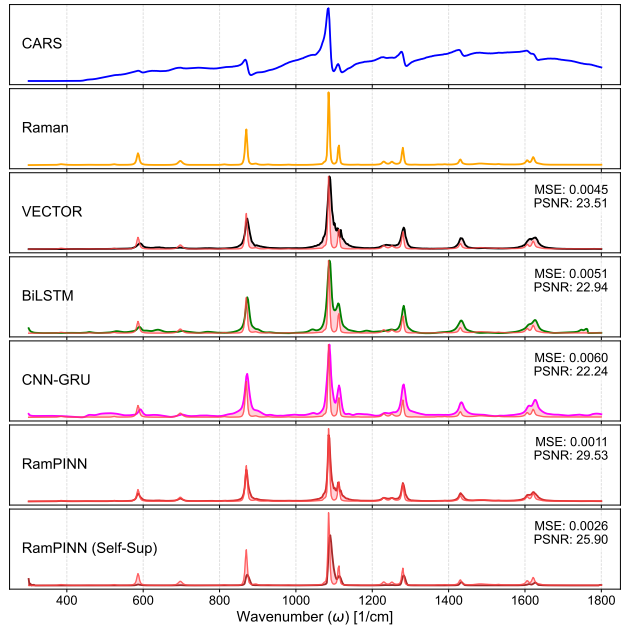 CARS
Raman
VECTOR
MSE: 0.0045
PSNR: 23.51
BiLSTM
MSE: 0.0051
PSNR: 22.94
CNN-GRU
MSE: 0.0060
PSNR: 22.24
RamPINN
MSE: 0.0011
PSNR: 29.53
RamPINN (Self-Sup)
MSE: 0.0026
PSNR: 25.90
400 600 800 1000 1200 1400 1600 1800
Wavenumber (ω) [1/cm]